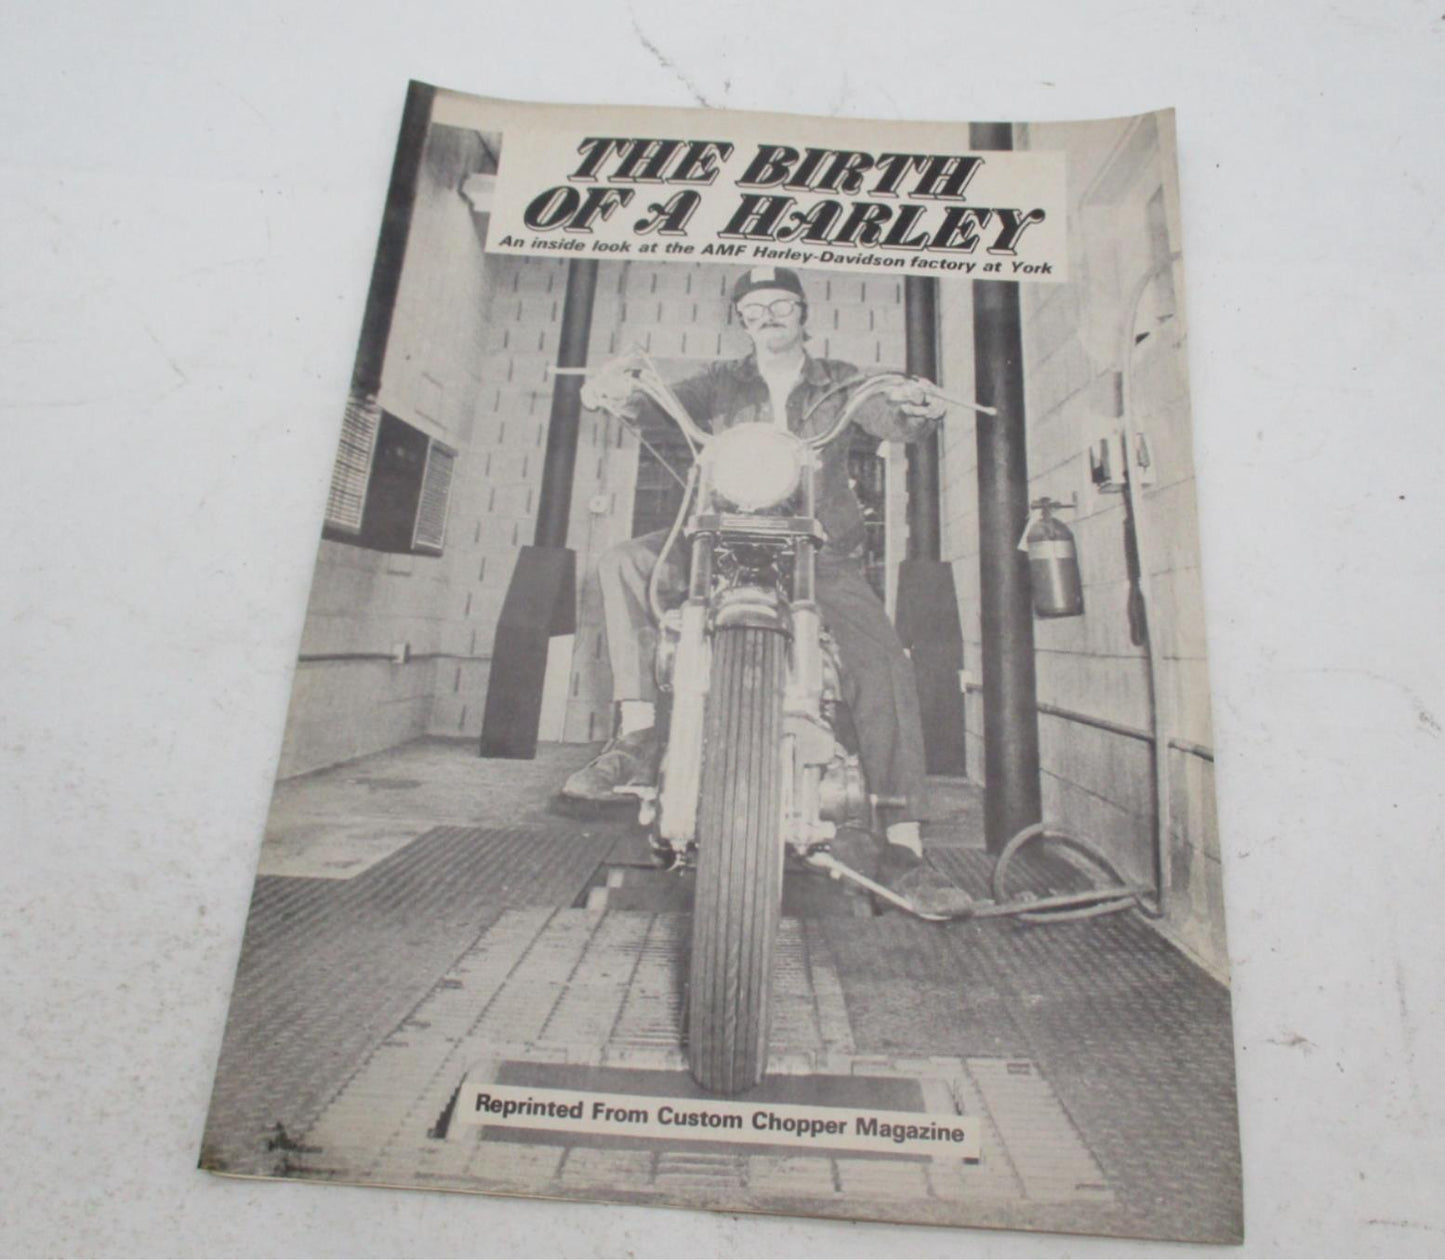 THE BIRTH
OF A HARLEY
An inside look at the AMF Harley-Davidson factory at York
Reprinted From Custom Chopper Magazine